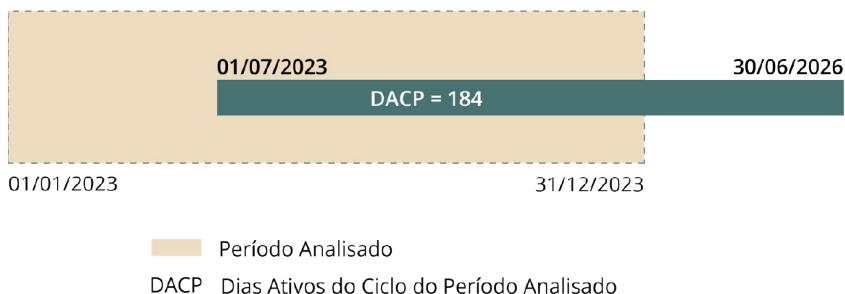 01/07/2023 30/06/2026
DACP = 184
01/01/2023 31/12/2023
Período Analisado
DACP Dias Ativos do Ciclo do Período Analisado